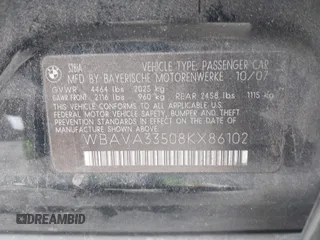 BMW
DBA VEHICLE TYPE: PASSENGER CAR
MFD BY BAYERISCHE MOTORENWERKE 10/07
GVWR 4464 lbs 2025 kg
GAWR FRONT 2116 lbs 960 kg REAR 2458 lbs 1115 KG
THIS VEHICLE CONFORMS TO ALL APPLICABLE
FEDERAL MOTOR VEHICLE SAFETY, BUMPER, AND THEFT
PREVENTION STANDARDS IN EFFECT ON THE DATE OF
MANUFACTURE SHOWN ABOVE.
WBAVA33508KX86102
DREAMBID